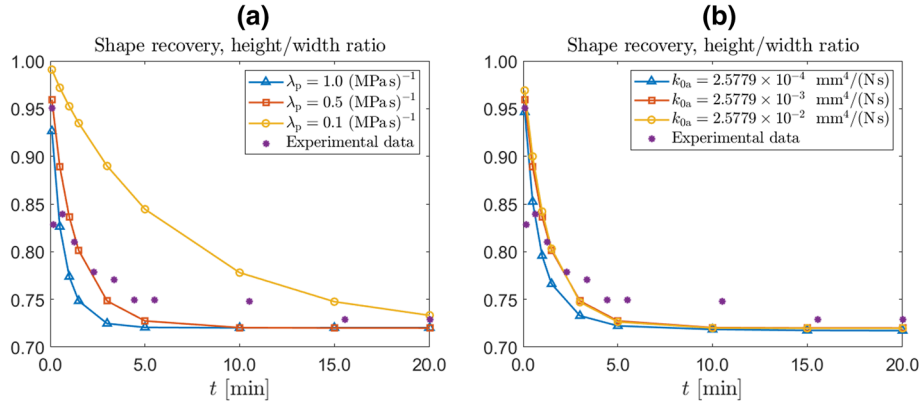 (a)
Shape recovery, height/width ratio
1.00
0.95
0.90
0.85
0.80
0.75
0.70
λp = 1.0 (MPa s)⁻¹
λp = 0.5 (MPa s)⁻¹
λp = 0.1 (MPa s)⁻¹
Experimental data
0.0 5.0 10.0 15.0 20.0
t [min]
(b)
Shape recovery, height/width ratio
1.00
0.95
0.90
0.85
0.80
0.75
0.70
k0a = 2.5779 × 10⁻⁴ mm⁴/(N s)
k0a = 2.5779 × 10⁻³ mm⁴/(N s)
k0a = 2.5779 × 10⁻² mm⁴/(N s)
Experimental data
0.0 5.0 10.0 15.0 20.0
t [min]